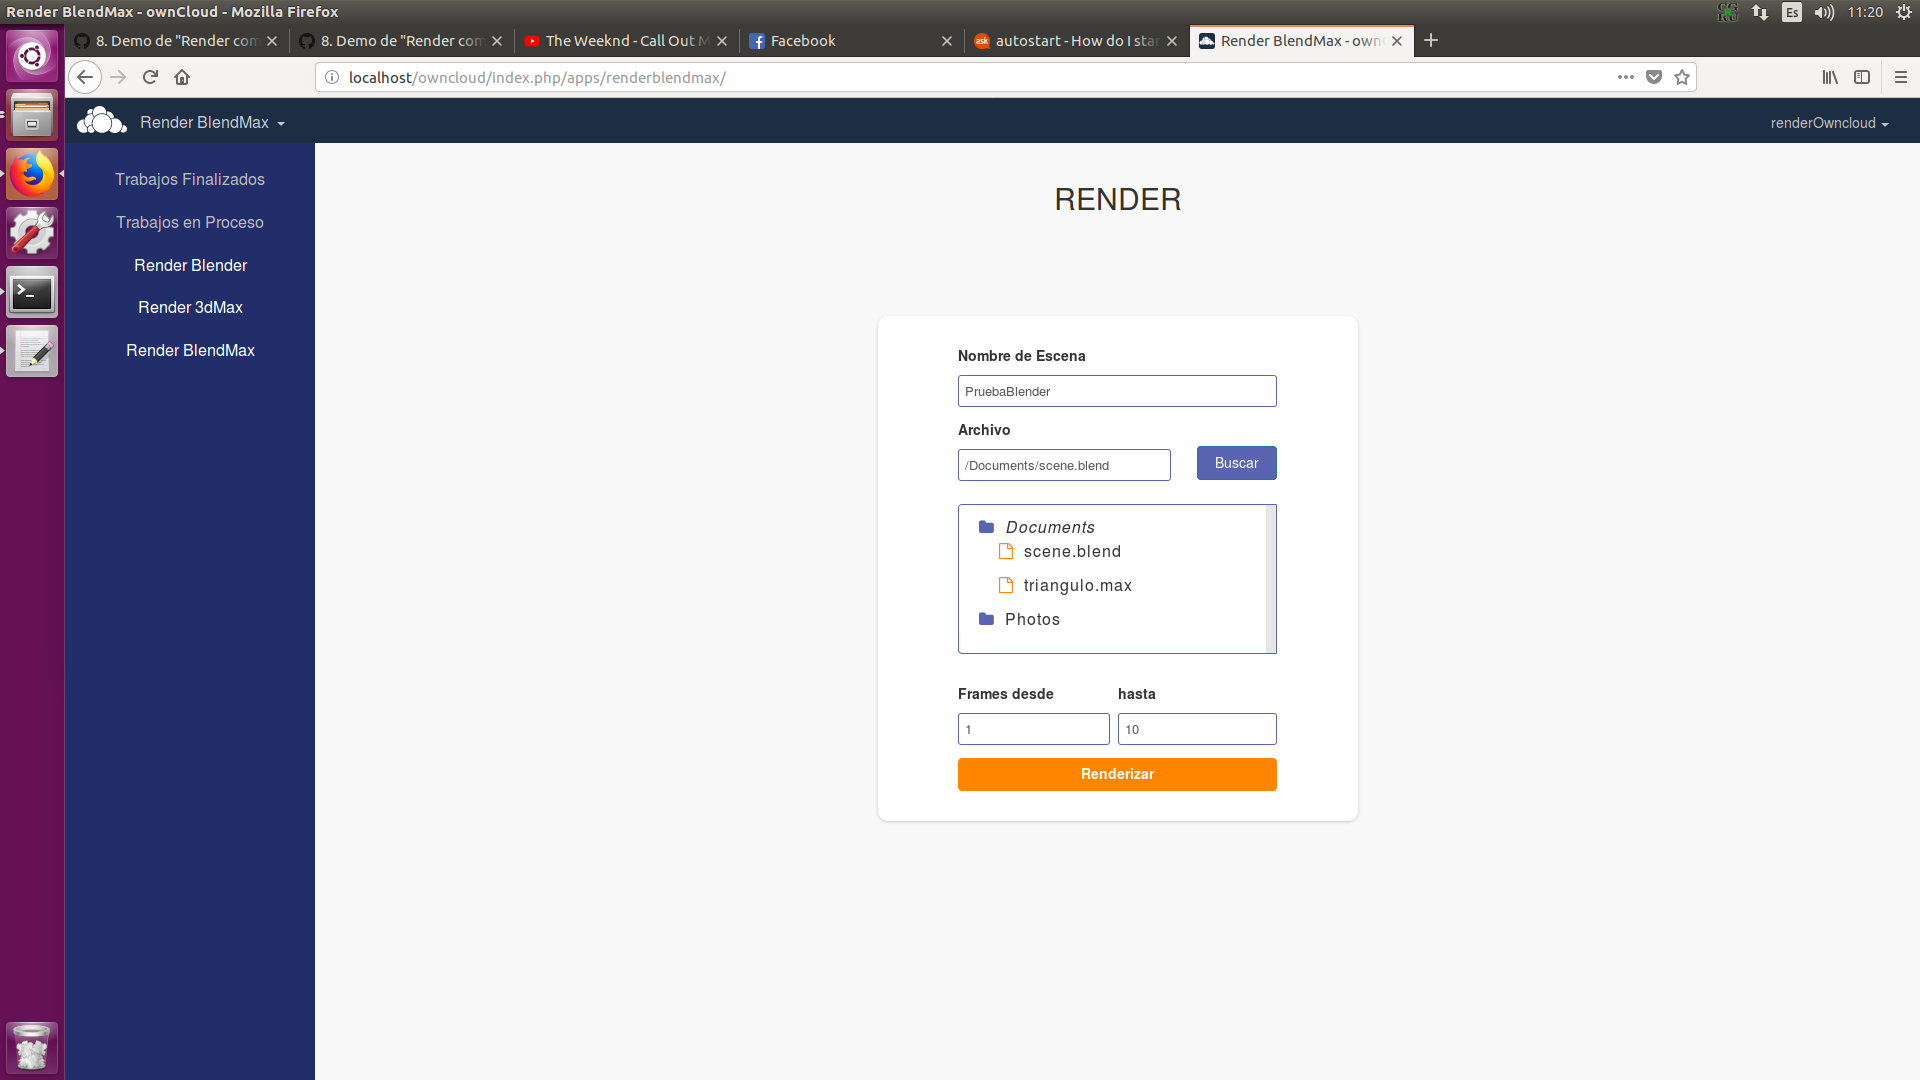 Render BlendMax - ownCloud - Mozilla Firefox
Es
11:20
8. Demo de "Render com
8. Demo de "Render com
The Weeknd - Call Out M
Facebook
ask
autostart - How do I sta
Render BlendMax - own
localhost/owncloud/index.php/apps/renderblendmax/
Render BlendMax
renderOwncloud
Trabajos Finalizados
Trabajos en Proceso
Render Blender
Render 3dMax
Render BlendMax
RENDER
Nombre de Escena
PruebaBlender
Archivo
/Documents/scene.blend
Buscar
Documents
scene.blend
triangulo.max
Photos
Frames desde
hasta
1
10
Renderizar